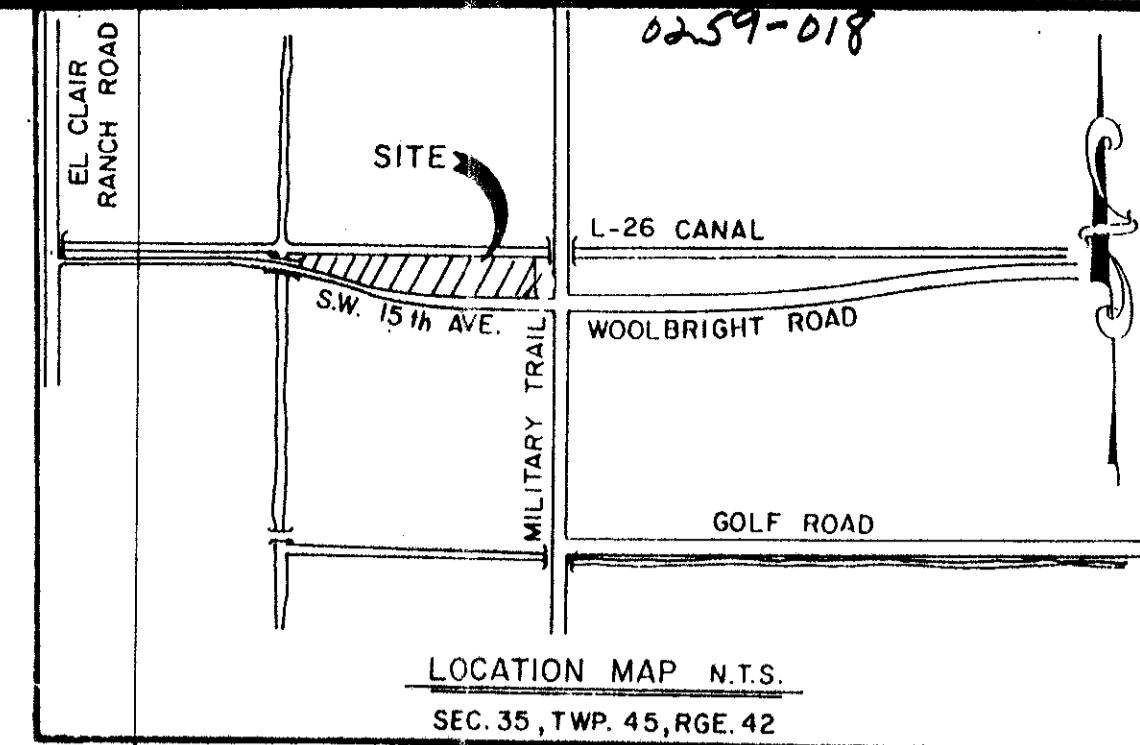 0259-018
EL CLAIR
RANCH ROAD
SITE
L-26 CANAL
S.W. 15th AVE.
WOOLBRIGHT ROAD
MILITARY TRAIL
GOLF ROAD
LOCATION MAP N.T.S.
SEC. 35, TWP. 45, RGE. 42